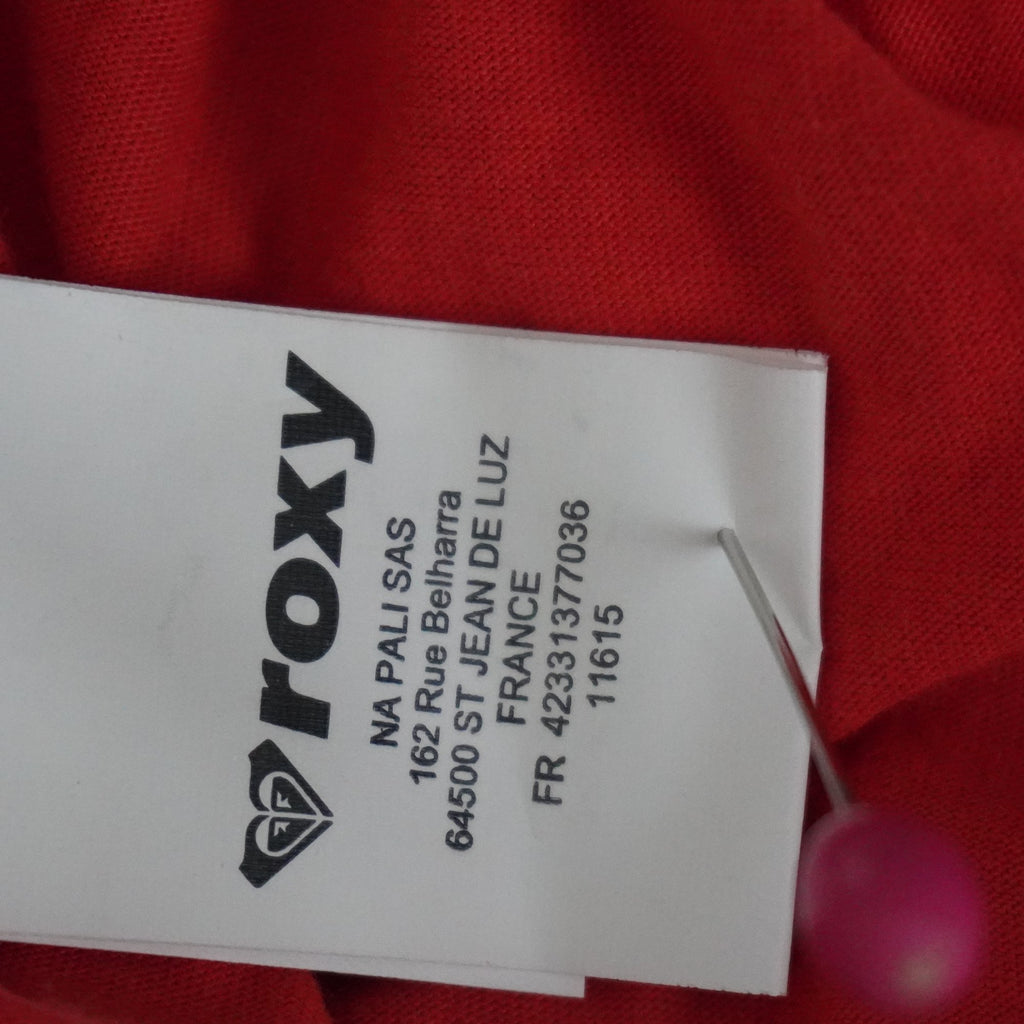 roxy
NA PALI SAS
162 Rue Belharra
64500 ST JEAN DE LUZ
FRANCE
FR 42331377036
11615